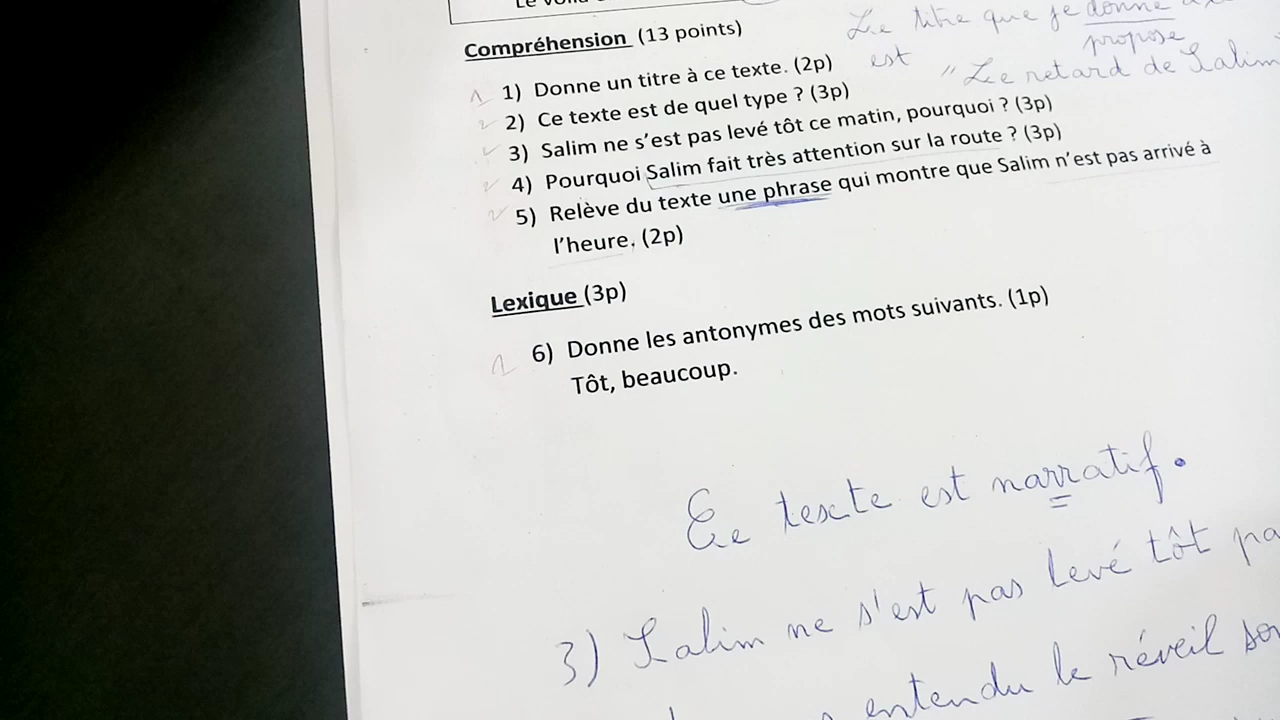 Le voilà
Compréhension (13 points)
Le titre que je donne
propose
est "Le retard de Salim"
1) Donne un titre à ce texte. (2p)
2) Ce texte est de quel type ? (3p)
3) Salim ne s'est pas levé tôt ce matin, pourquoi ? (3p)
4) Pourquoi Salim fait très attention sur la route ? (3p)
5) Relève du texte une phrase qui montre que Salim n'est pas arrivé à
l'heure. (2p)
Lexique (3p)
6) Donne les antonymes des mots suivants. (1p)
Tôt, beaucoup.
Ce texte est narratif.
3) Salim ne s'est pas levé tôt pa
entendu le réveil son